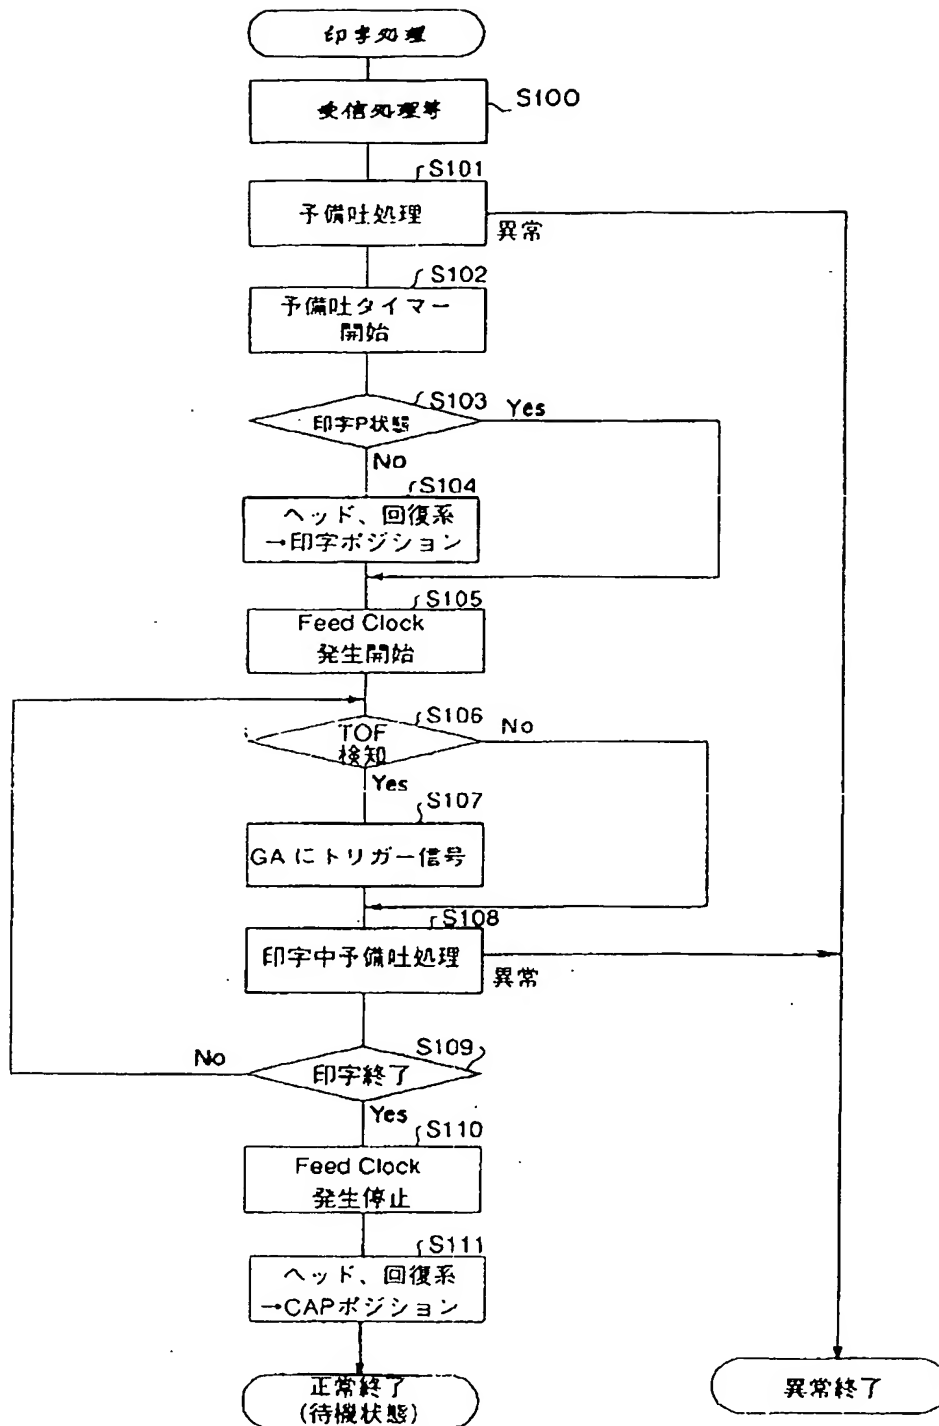 印字処理
受信処理等
S100
S101
予備吐処理
異常
S102
予備吐タイマー
開始
S103
印字P状態
Yes
No
S104
ヘッド、回復系
→印字ポジション
S105
Feed Clock
発生開始
S106
TOF
検知
No
Yes
S107
GAにトリガー信号
S108
印字中予備吐処理
異常
S109
印字終了
No
Yes
S110
Feed Clock
発生停止
S111
ヘッド、回復系
→CAPポジション
正常終了
(待機状態)
異常終了